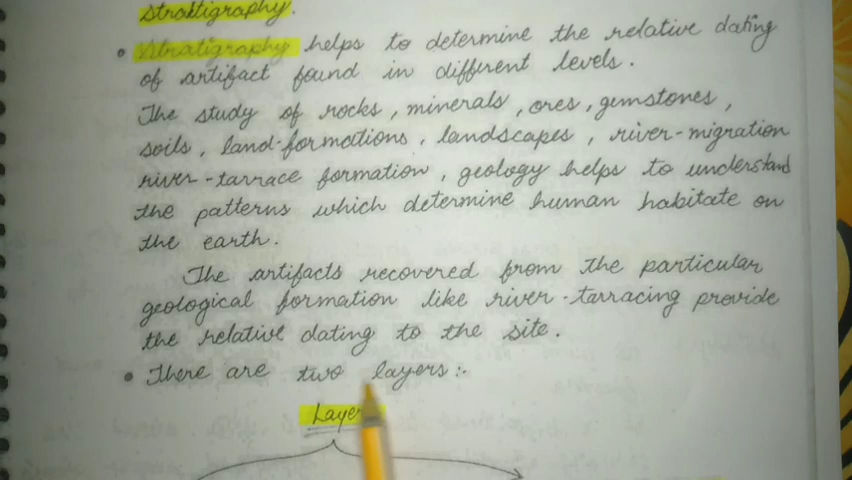 Stratigraphy.
• Stratigraphy helps to determine the relative dating
of artifact found in different levels.
The study of rocks, minerals, ores, gemstones,
soils, land-formations, landscapes, river-migration
river-tarrace formation, geology helps to understand
the patterns which determine human habitate on
the earth.
The artifacts recovered from the particular
geological formation like river-tarracing provide
the relative dating to the site.
• There are two layers:-
Layer